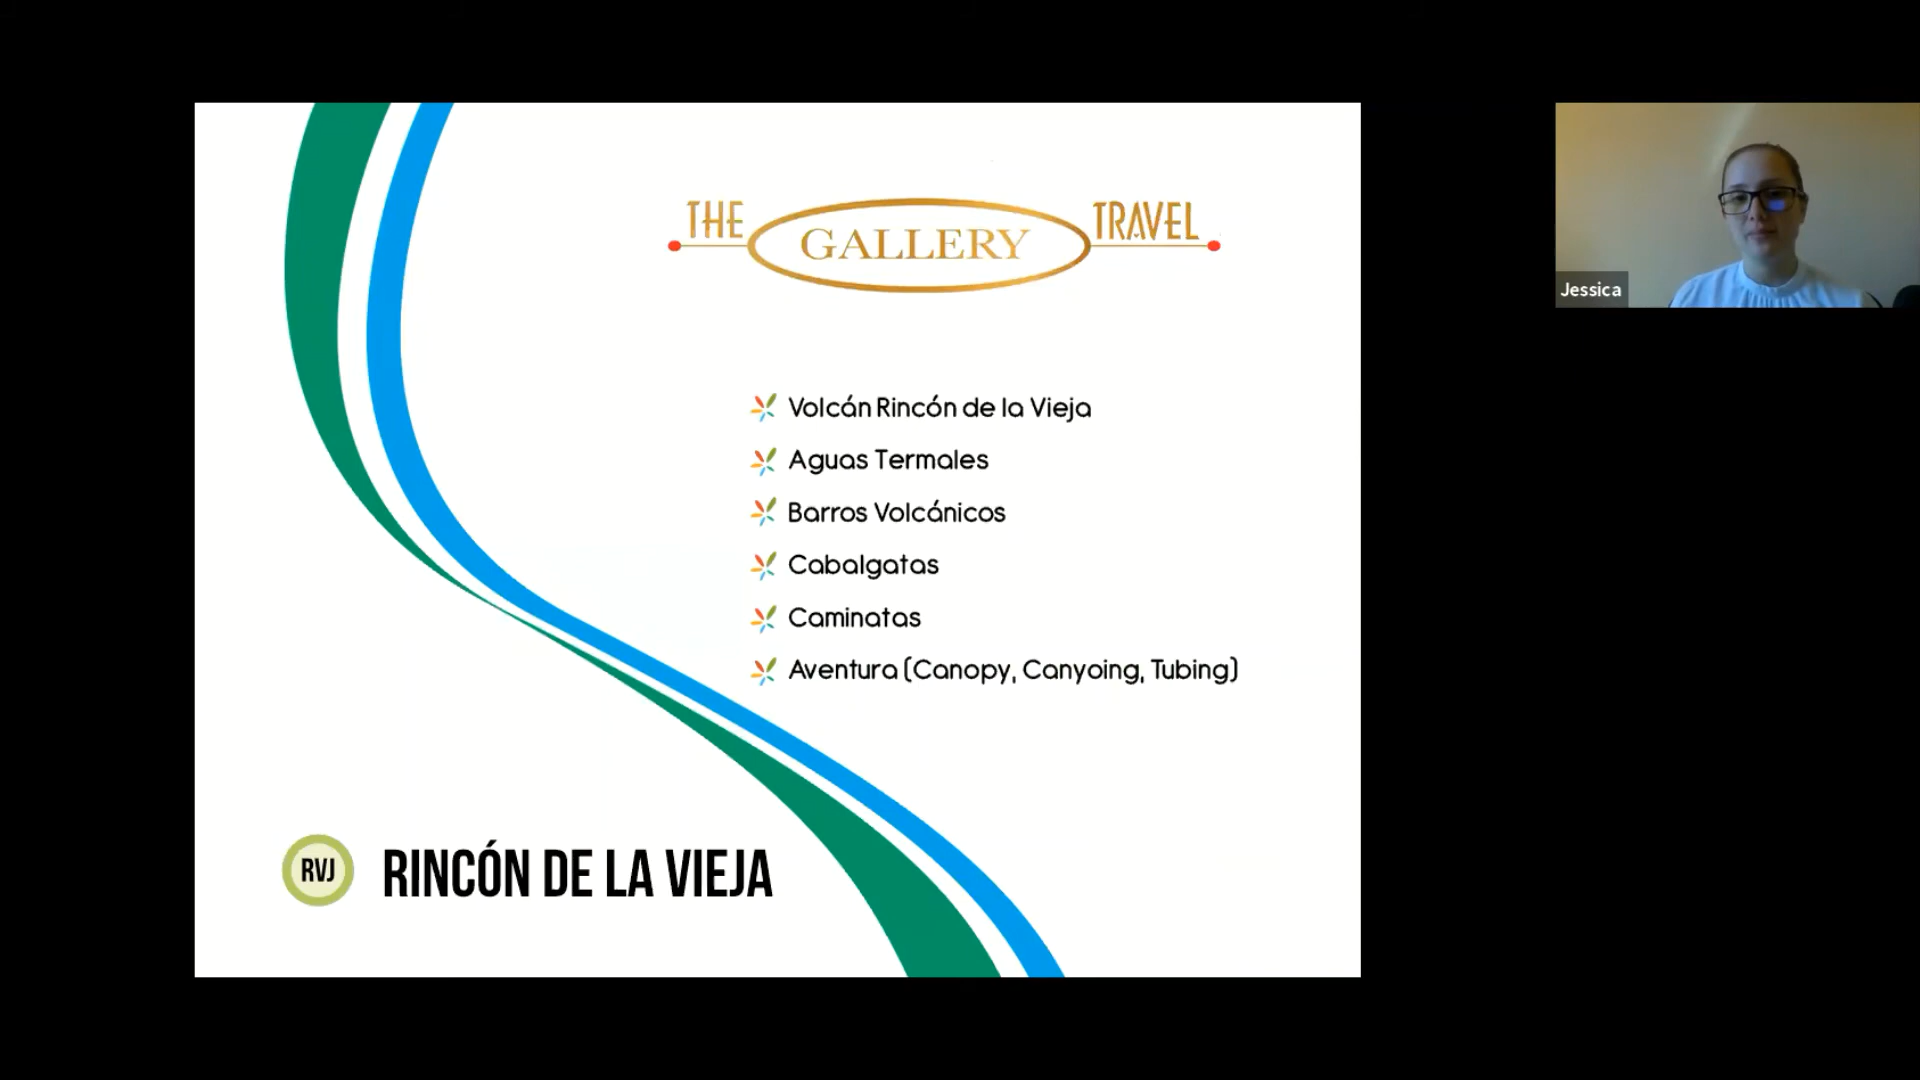 THE GALLERY TRAVEL
Volcán Rincón de la Vieja
Aguas Termales
Barros Volcánicos
Cabalgatas
Caminatas
Aventura (Canopy, Canyoing, Tubing)
RVJ RINCÓN DE LA VIEJA
Jessica